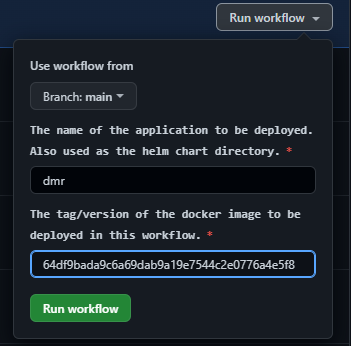 Run workflow
Use workflow from
Branch: main
The name of the application to be deployed.
Also used as the helm chart directory. *
dmr
The tag/version of the docker image to be
deployed in this workflow. *
64df9bada9c6a69dab9a19e7544c2e0776a4e5f8
Run workflow